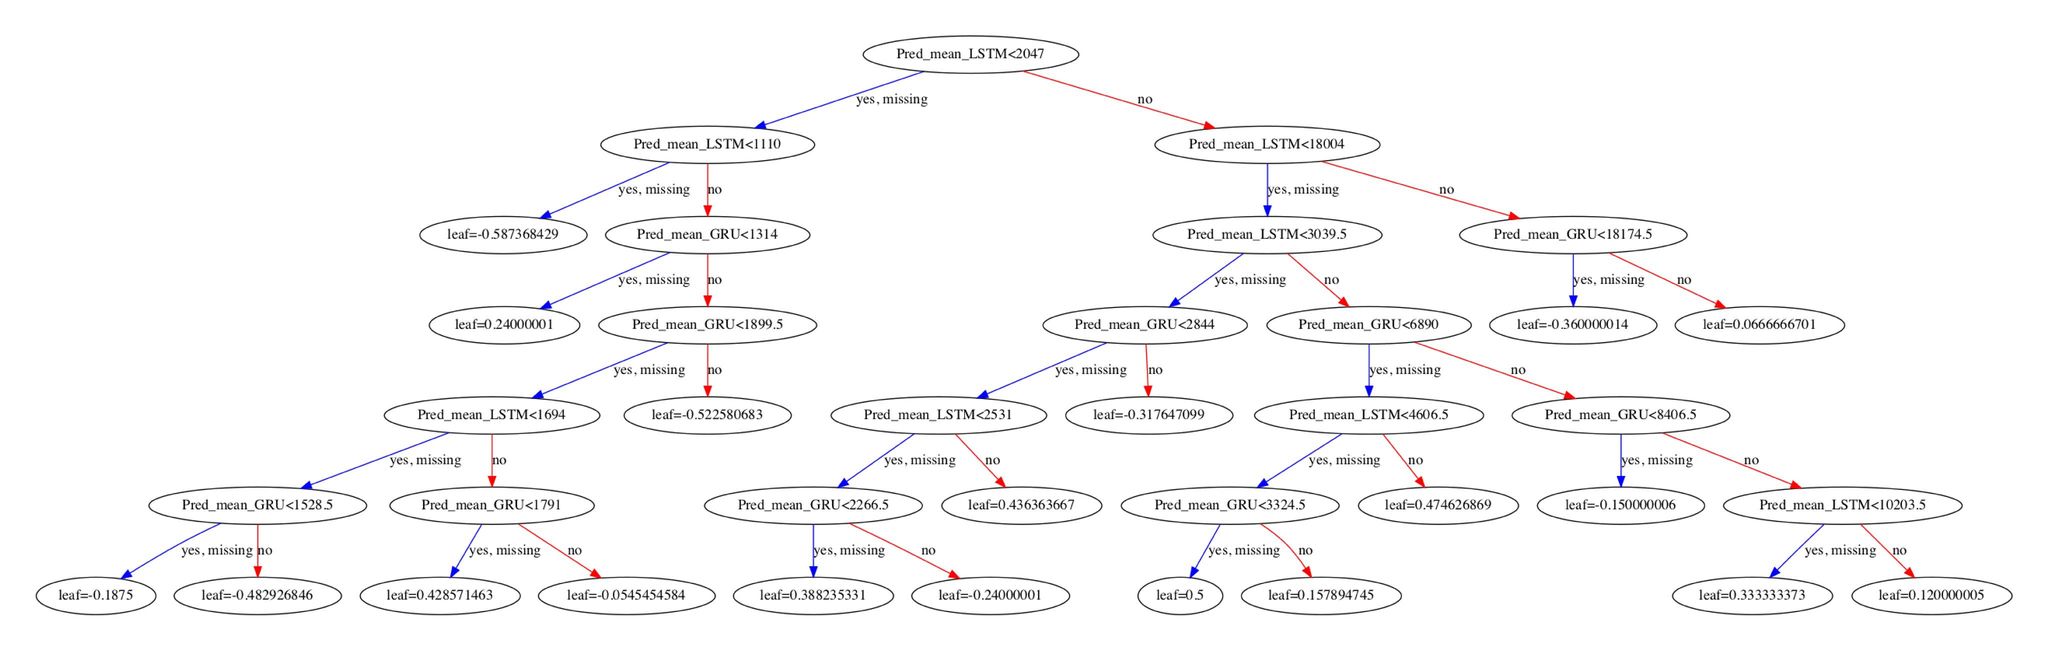 Pred_mean_LSTM<2047
yes, missing
no
Pred_mean_LSTM<1110
Pred_mean_LSTM<18004
yes, missing
no
yes, missing
no
leaf=-0.587368429
Pred_mean_GRU<1314
Pred_mean_LSTM<3039.5
Pred_mean_GRU<18174.5
yes, missing
no
yes, missing
no
yes, missing
no
leaf=0.24000001
Pred_mean_GRU<1899.5
Pred_mean_GRU<2844
Pred_mean_GRU<6890
leaf=-0.360000014
leaf=0.0666666701
yes, missing
no
yes, missing
no
yes, missing
no
Pred_mean_LSTM<1694
leaf=-0.522580683
Pred_mean_LSTM<2531
leaf=-0.317647099
Pred_mean_LSTM<4606.5
Pred_mean_GRU<8406.5
yes, missing
no
yes, missing
no
yes, missing
no
yes, missing
no
Pred_mean_GRU<1528.5
Pred_mean_GRU<1791
Pred_mean_GRU<2266.5
leaf=0.436363667
Pred_mean_GRU<3324.5
leaf=0.474626869
leaf=-0.150000006
Pred_mean_LSTM<10203.5
yes, missing
no
yes, missing
no
yes, missing
no
yes, missing
no
yes, missing
no
leaf=-0.1875
leaf=-0.482926846
leaf=0.428571463
leaf=-0.0545454584
leaf=0.388235331
leaf=-0.24000001
leaf=0.5
leaf=0.157894745
leaf=0.333333373
leaf=0.120000005